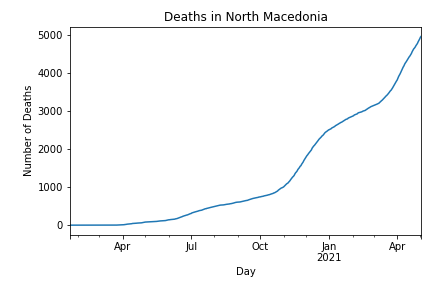 Deaths in North Macedonia
5000
4000
3000
2000
1000
0
Number of Deaths
Apr Jul Oct Jan Apr
2021
Day